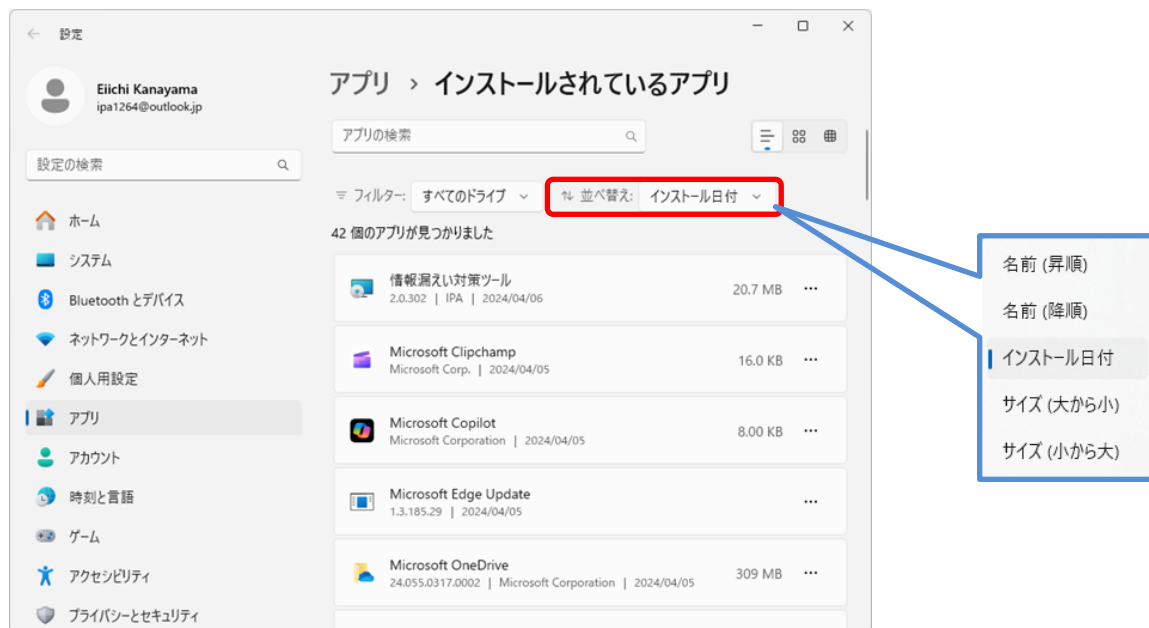 設定
Eiichi Kanayama
ipa1264@outlook.jp
設定の検索
ホーム
システム
Bluetooth とデバイス
ネットワークとインターネット
個人用設定
アプリ
アカウント
時刻と言語
ゲーム
アクセシビリティ
プライバシーとセキュリティ
アプリ › インストールされているアプリ
アプリの検索
フィルター: すべてのドライブ 並べ替え: インストール日付
42 個のアプリが見つかりました
情報漏えい対策ツール
2.0.302 | IPA | 2024/04/06
20.7 MB
Microsoft Clipchamp
Microsoft Corp. | 2024/04/05
16.0 KB
Microsoft Copilot
Microsoft Corporation | 2024/04/05
8.00 KB
Microsoft Edge Update
1.3.185.29 | 2024/04/05
Microsoft OneDrive
24.055.0317.0002 | Microsoft Corporation | 2024/04/05
309 MB
名前 (昇順)
名前 (降順)
インストール日付
サイズ (大から小)
サイズ (小から大)